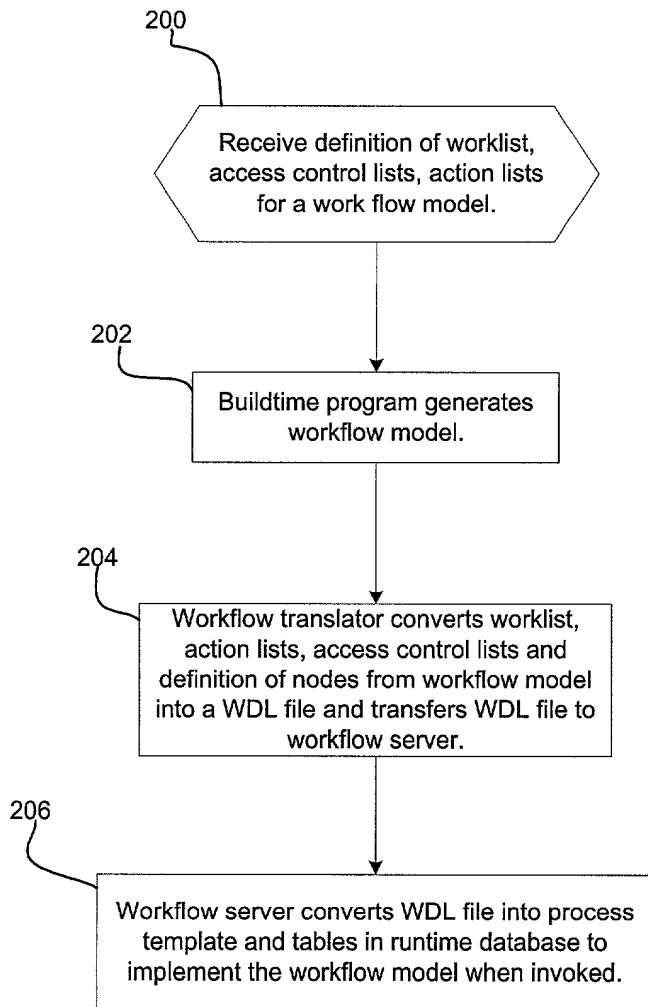 200
Receive definition of worklist,
access control lists, action lists
for a work flow model.
202
Buildtime program generates
workflow model.
204
Workflow translator converts worklist,
action lists, access control lists and
definition of nodes from workflow model
into a WDL file and transfers WDL file to
workflow server.
206
Workflow server converts WDL file into process
template and tables in runtime database to
implement the workflow model when invoked.